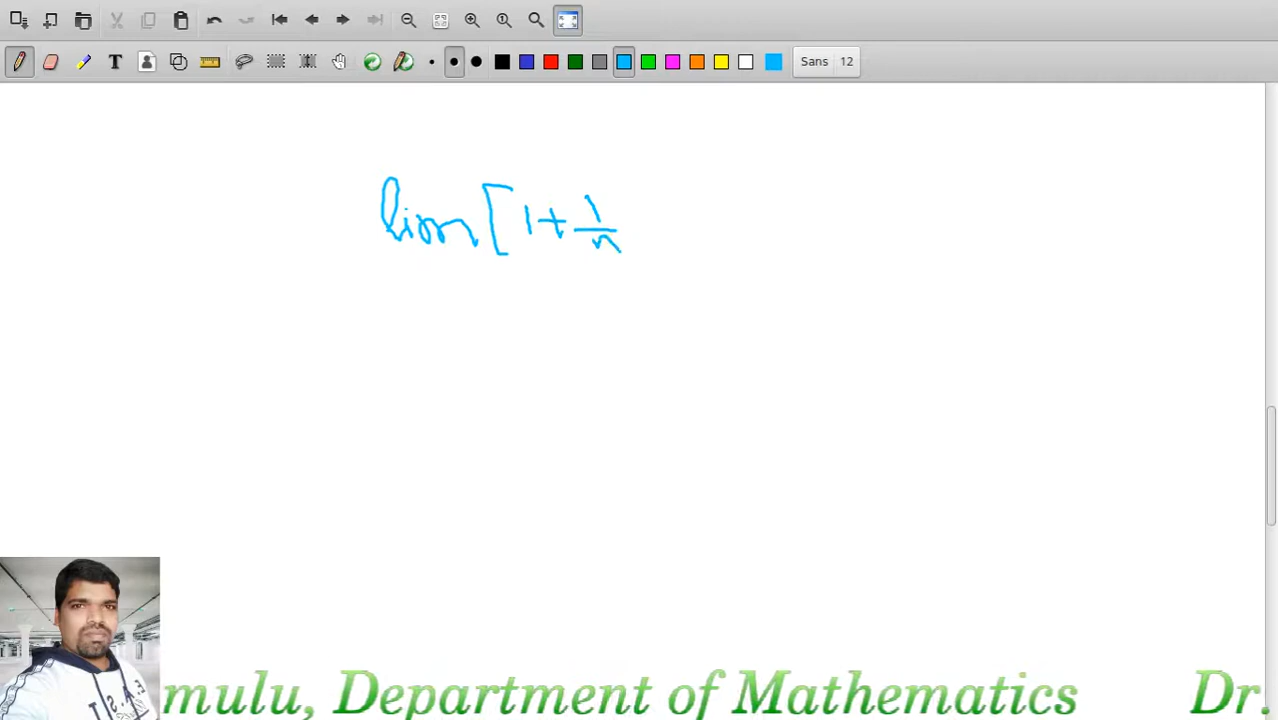 T Sans 12
lim [ 1 + 1/n
mulu, Department of Mathematics Dr.